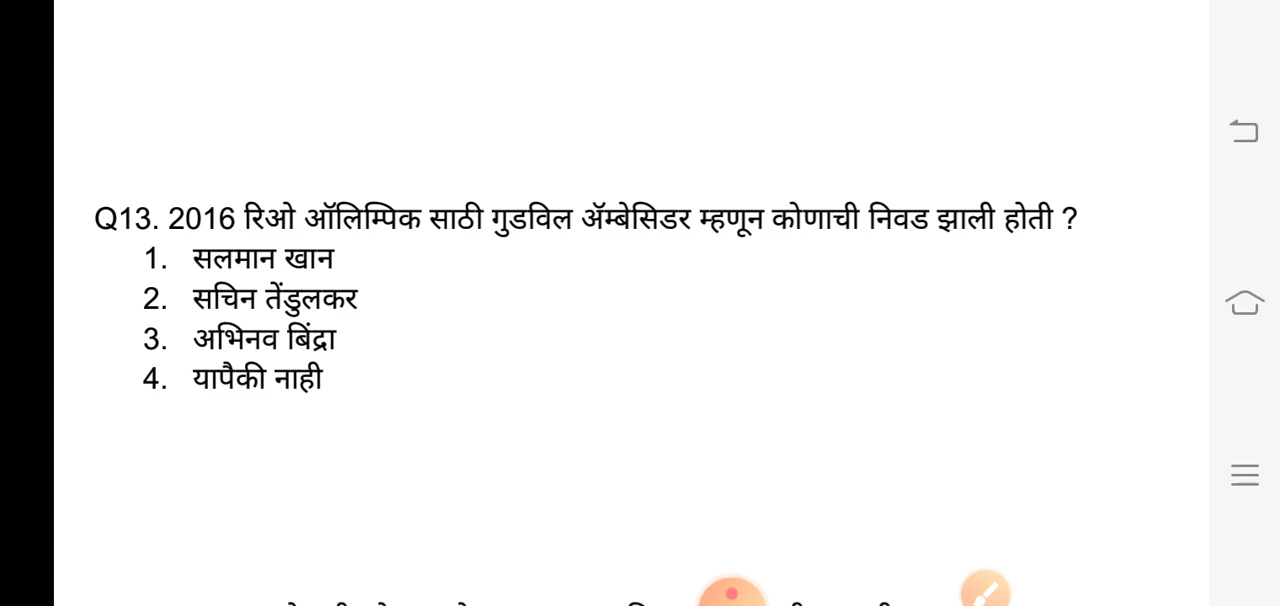 Q13. 2016 रिओ ऑलिम्पिक साठी गुडविल ॲम्बेसिडर म्हणून कोणाची निवड झाली होती ?
1. सलमान खान
2. सचिन तेंडुलकर
3. अभिनव बिंद्रा
4. यापैकी नाही